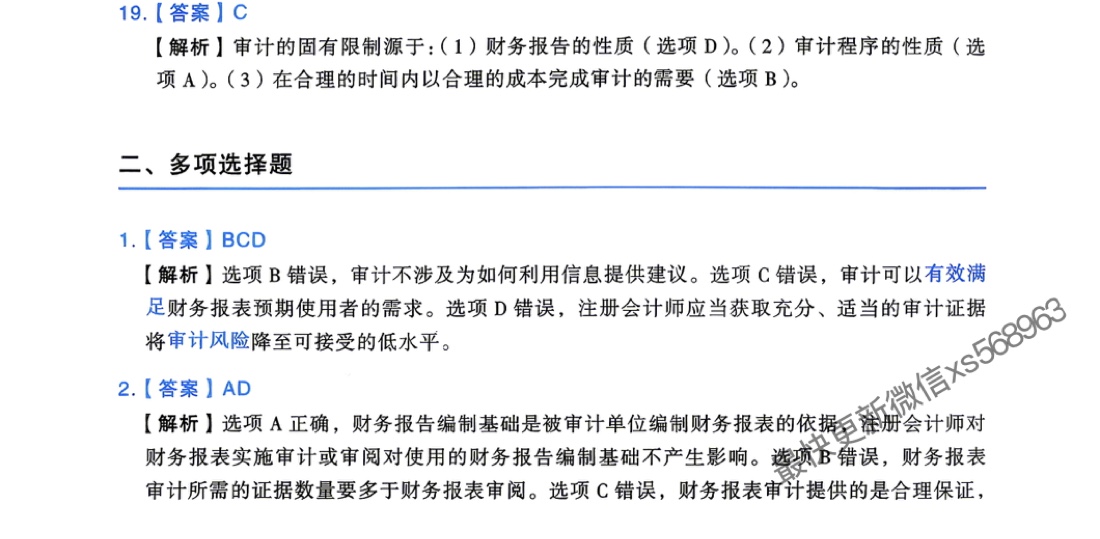 19.【答案】C
【解析】审计的固有限制源于：（1）财务报告的性质（选项 D）。（2）审计程序的性质（选
项 A）。（3）在合理的时间内以合理的成本完成审计的需要（选项 B）。
二、多项选择题
1.【答案】BCD
【解析】选项 B 错误，审计不涉及为如何利用信息提供建议。选项 C 错误，审计可以有效满
足财务报表预期使用者的需求。选项 D 错误，注册会计师应当获取充分、适当的审计证据
将审计风险降至可接受的低水平。
2.【答案】AD
【解析】选项 A 正确，财务报告编制基础是被审计单位编制财务报表的依据，注册会计师对
财务报表实施审计或审阅对使用的财务报告编制基础不产生影响。选项 B 错误，财务报表
审计所需的证据数量要多于财务报表审阅。选项 C 错误，财务报表审计提供的是合理保证，
最快更新微信xs568963